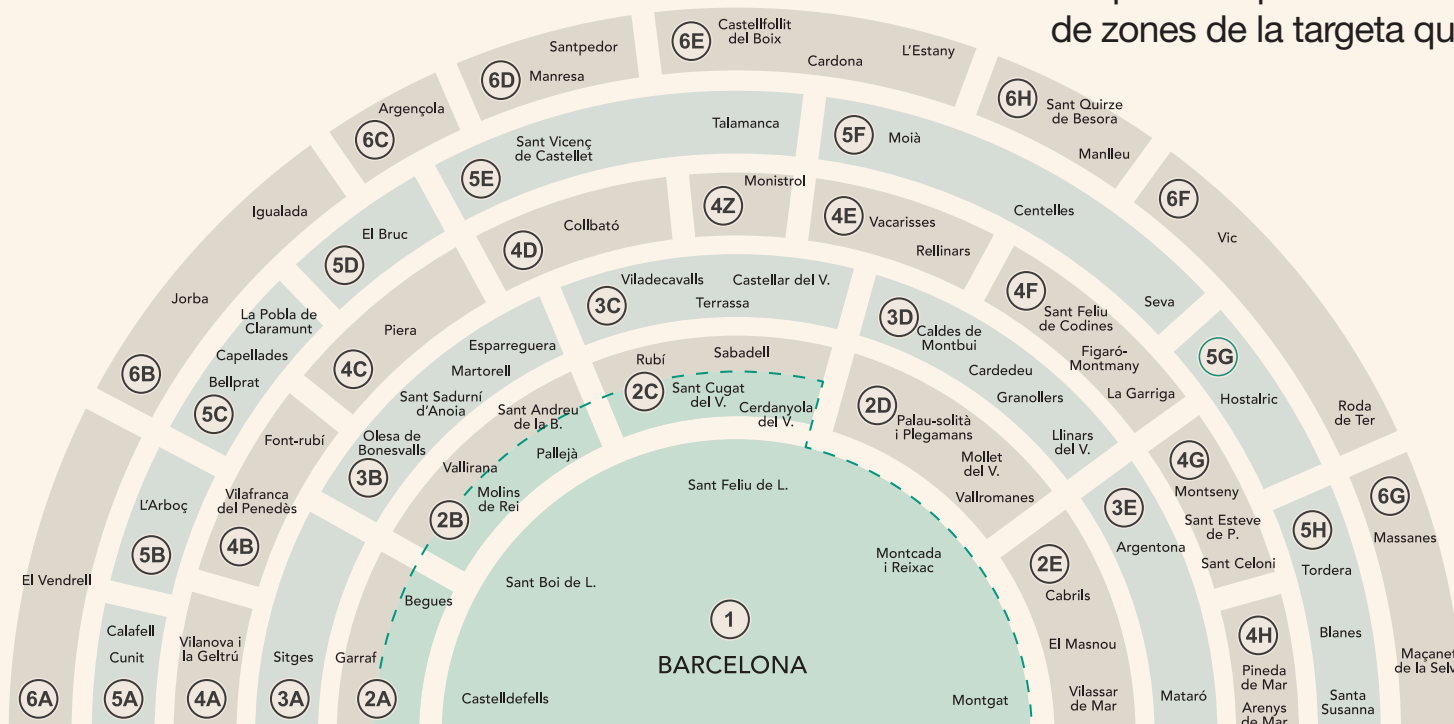 de zones de la targeta qu
6E
Castellfollit
del Boix
Cardona
L'Estany
6D
Santpedor
Manresa
6C
Argençola
6H
Sant Quirze
de Besora
Manlleu
5E
Sant Vicenç
de Castellet
Talamanca
5F
Moià
Centelles
Seva
6F
Vic
Roda
de Ter
Igualada
Jorba
6B
5D
El Bruc
4D
Collbató
4Z
Monistrol
4E
Vacarisses
Rellinars
4F
Sant Feliu
de Codines
Figaró-
Montmany
La Garriga
5G
Hostalric
La Pobla de
Claramunt
Capellades
Bellprat
5C
4C
Piera
Font-rubí
3C
Viladecavalls
Castellar del V.
Terrassa
3D
Caldes de
Montbui
Cardedeu
Granollers
Llinars
del V.
Esparreguera
Martorell
Sant Sadurní
d'Anoia
Olesa de
Bonesvalls
3B
Rubí
Sabadell
2C
Sant Cugat
del V.
Cerdanyola
del V.
2D
Palau-solità
i Plegamans
Mollet
del V.
Vallromanes
Sant Andreu
de la B.
Pallejà
Vallirana
Molins
de Rei
2B
4G
Montseny
Sant Esteve
de P.
Sant Celoni
6G
Massanes
Maçanet
de la Selv
L'Arboç
5B
Vilafranca
del Penedès
4B
3E
Argentona
Mataró
5H
Tordera
Blanes
Santa
Susanna
El Vendrell
6A
Calafell
Cunit
5A
Vilanova i
la Geltrú
4A
Sitges
3A
Garraf
Begues
2A
Sant Feliu de L.
Montcada
i Reixac
Sant Boi de L.
1
BARCELONA
Castelldefells
Montgat
2E
Cabrils
El Masnou
Vilassar
de Mar
4H
Pineda
de Mar
Arenys
de Mar